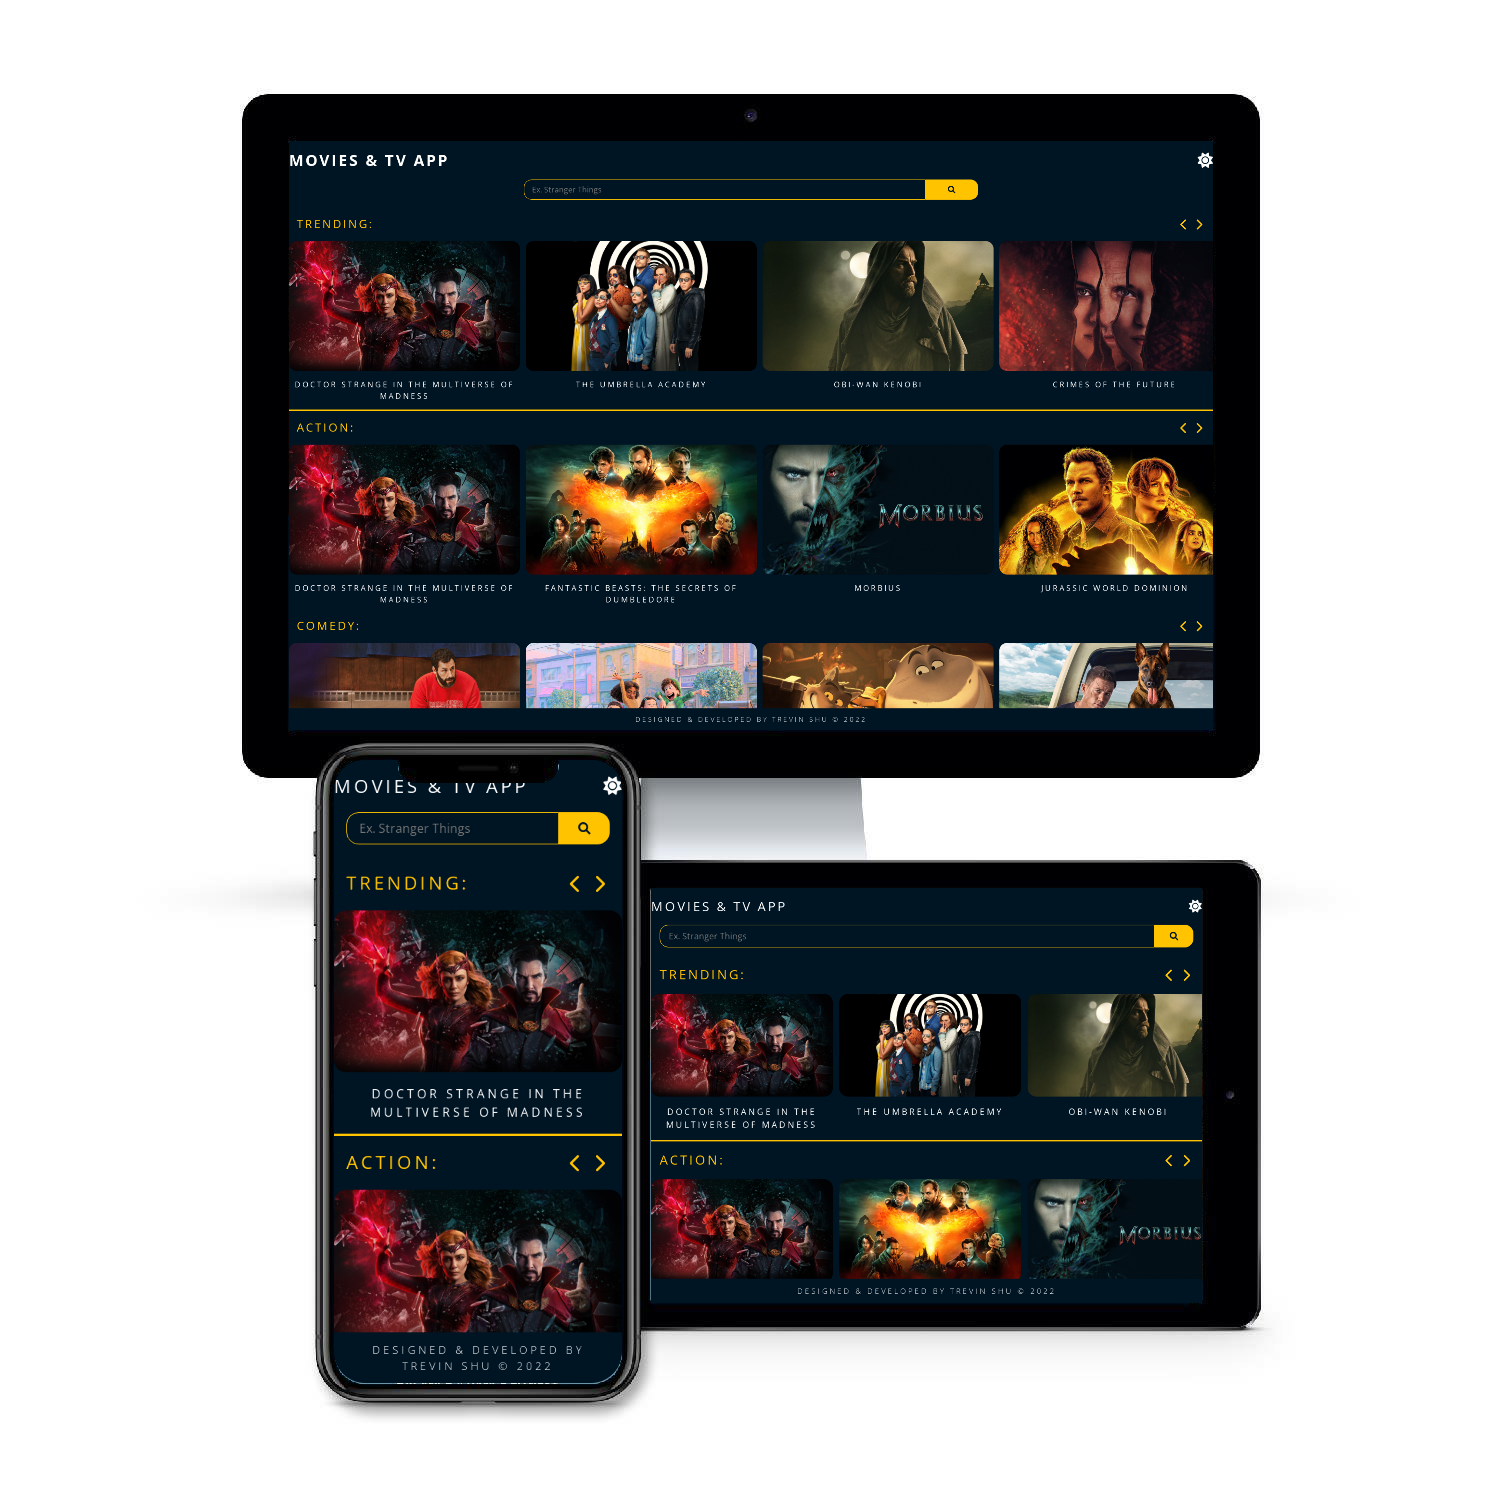 MOVIES & TV APP
Ex. Stranger Things
TRENDING:
DOCTOR STRANGE IN THE MULTIVERSE OF
MADNESS
THE UMBRELLA ACADEMY
OBI-WAN KENOBI
CRIMES OF THE FUTURE
ACTION:
MORBIUS
DOCTOR STRANGE IN THE MULTIVERSE OF
MADNESS
FANTASTIC BEASTS: THE SECRETS OF
DUMBLEDORE
MORBIUS
JURASSIC WORLD DOMINION
COMEDY:
DESIGNED & DEVELOPED BY TREVIN SHU © 2022
MOVIES & TV APP
Ex. Stranger Things
TRENDING:
DOCTOR STRANGE IN THE
MULTIVERSE OF MADNESS
ACTION:
DESIGNED & DEVELOPED BY
TREVIN SHU © 2022
MOVIES & TV APP
Ex. Stranger Things
TRENDING:
DOCTOR STRANGE IN THE
MULTIVERSE OF MADNESS
THE UMBRELLA ACADEMY
OBI-WAN KENOBI
ACTION:
MORBIUS
DESIGNED & DEVELOPED BY TREVIN SHU © 2022